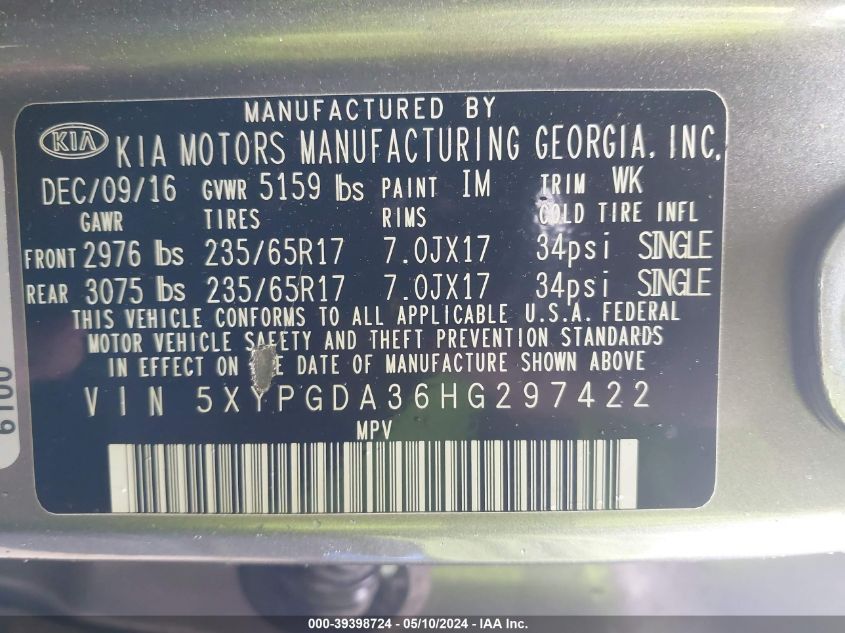 MANUFACTURED BY
KIA KIA MOTORS MANUFACTURING GEORGIA, INC.
DEC/09/16 GVWR 5159 lbs PAINT IM TRIM WK
GAWR TIRES RIMS COLD TIRE INFL
FRONT 2976 lbs 235/65R17 7.0JX17 34psi SINGLE
REAR 3075 lbs 235/65R17 7.0JX17 34psi SINGLE
THIS VEHICLE CONFORMS TO ALL APPLICABLE U.S.A. FEDERAL
MOTOR VEHICLE SAFETY AND THEFT PREVENTION STANDARDS
IN EFFECT ON DATE OF MANUFACTURE SHOWN ABOVE
VIN 5XYPGDA36HG297422
MPV
6100
000-39398724 - 05/10/2024 - IAA Inc.